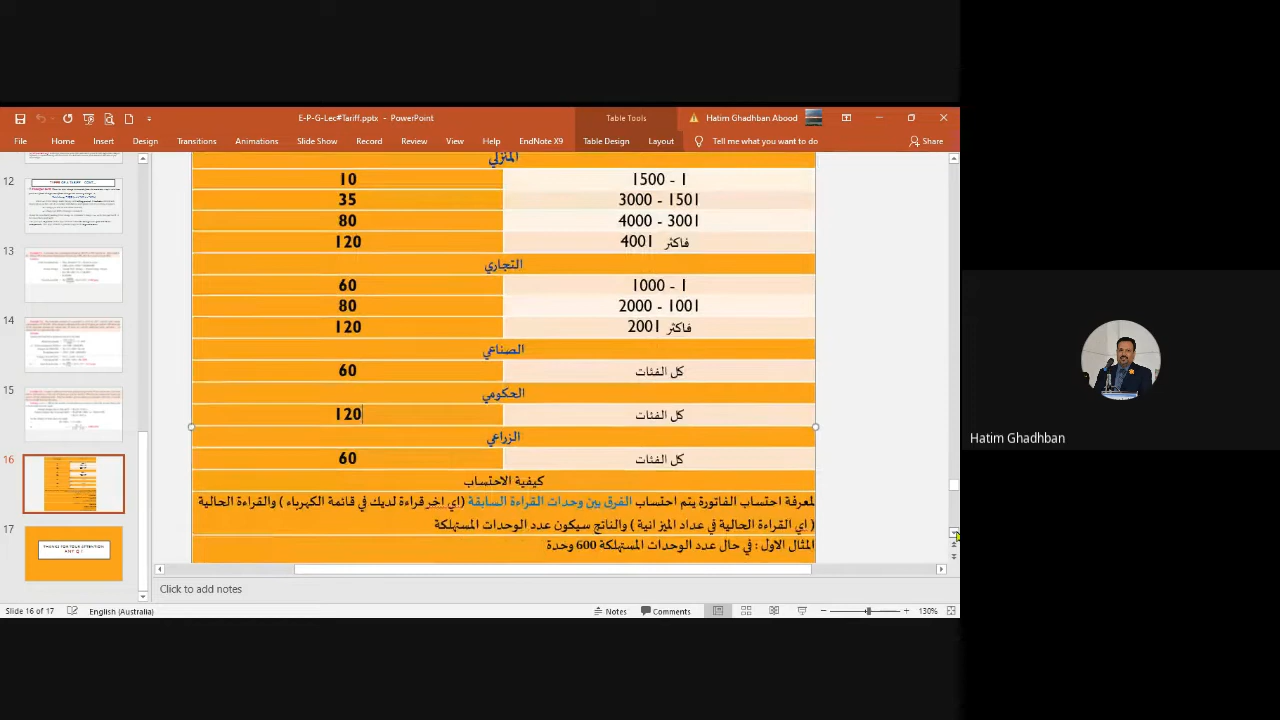 E-P-G-Lec#Tariff.pptx - PowerPoint
Table Tools
Hatim Ghadhban Abood
File Home Insert Design Transitions Animations Slide Show Record Review View Help EndNote X9 Table Design Layout Tell me what you want to do Share
12
13
14
15
16
17
المنزلي
1 - 1500 10
1501 - 3000 35
3001 - 4000 80
4001 فاكثر 120
التجاري
1 - 1000 60
1001 - 2000 80
2001 فاكثر 120
الصناعي
كل الفئات 60
الحكومي
كل الفئات 120
الزراعي
كل الفئات 60
كيفية الاحتساب
لمعرفة احتساب الفاتورة يتم احتساب الفرق بين وحدات القراءة السابقة (اي اخر قراءة لديك في قائمة الكهرباء ) والقراءة الحالية
( اي القراءة الحالية في عداد الميزانية ) والناتج سيكون عدد الوحدات المستهلكة
المثال الاول : في حال عدد الوحدات المستهلكة 600 وحدة
Click to add notes
Slide 16 of 17 English (Australia) Notes Comments 130%
Hatim Ghadhban